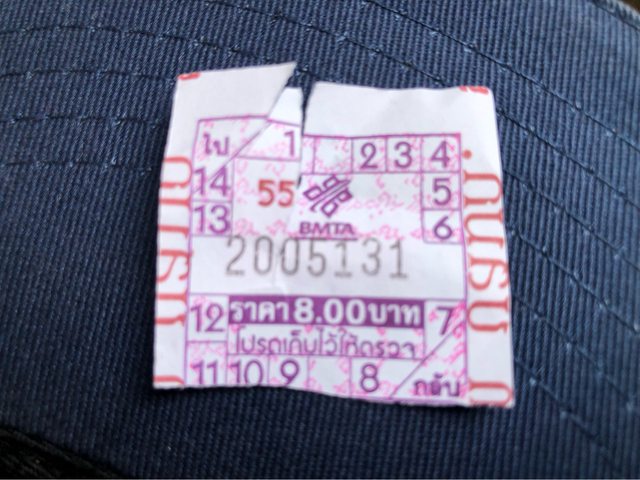 ไป 1 2 3 4
14 55 5
13 BMTA 6
2005131
12 ราคา 8.00 บาท 7
โปรดเก็บไว้ให้ตรวจ
11 10 9 8 กลับ